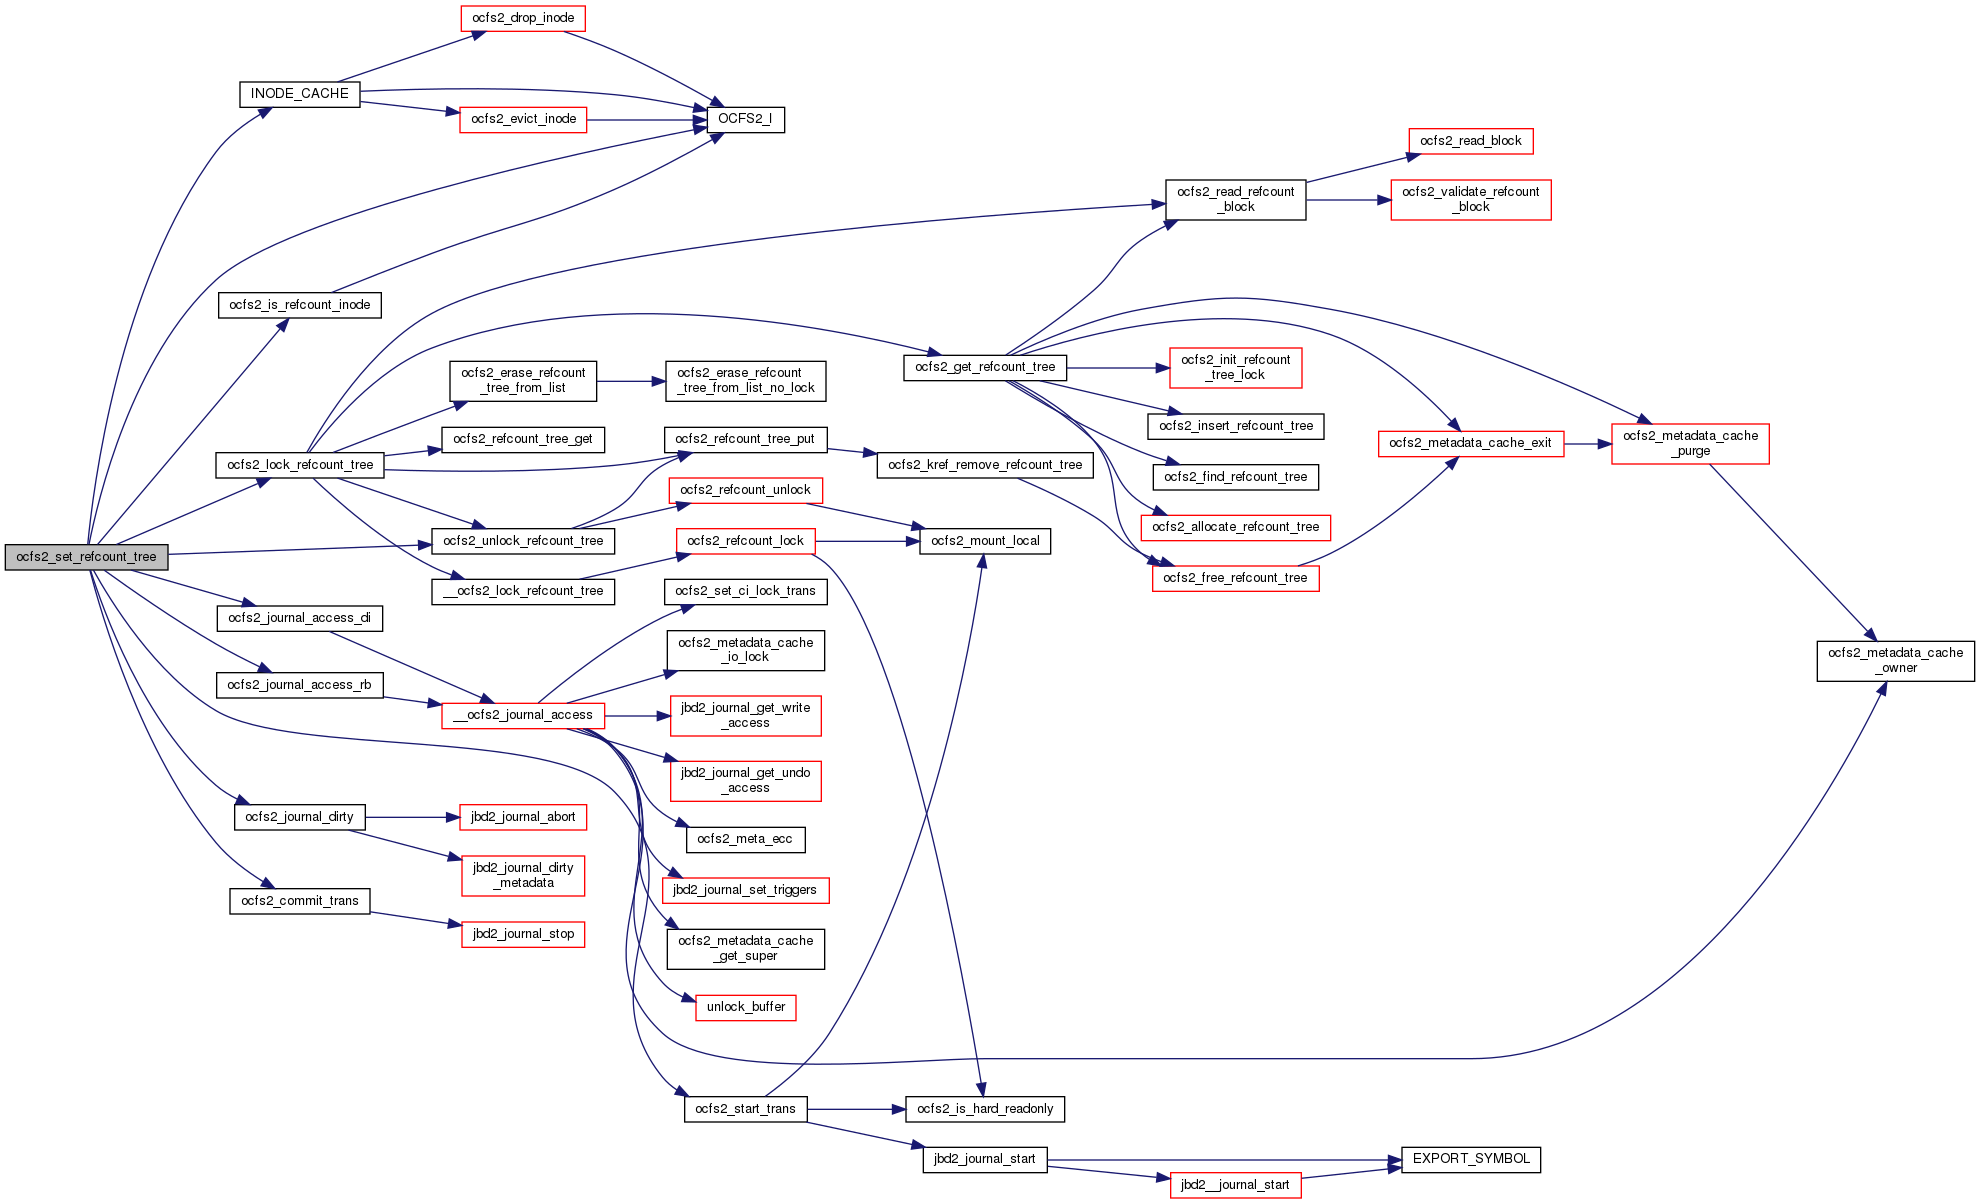 ocfs2_drop_inode
INODE_CACHE
ocfs2_evict_inode
OCFS2_I
ocfs2_read_block
ocfs2_read_refcount
_block
ocfs2_validate_refcount
_block
ocfs2_is_refcount_inode
ocfs2_get_refcount_tree
ocfs2_init_refcount
_tree_lock
ocfs2_erase_refcount
_tree_from_list
ocfs2_erase_refcount
_tree_from_list_no_lock
ocfs2_insert_refcount_tree
ocfs2_refcount_tree_get
ocfs2_refcount_tree_put
ocfs2_metadata_cache_exit
ocfs2_metadata_cache
_purge
ocfs2_lock_refcount_tree
ocfs2_kref_remove_refcount_tree
ocfs2_find_refcount_tree
ocfs2_refcount_unlock
ocfs2_allocate_refcount_tree
ocfs2_unlock_refcount_tree
ocfs2_refcount_lock
ocfs2_mount_local
ocfs2_set_refcount_tree
ocfs2_free_refcount_tree
__ocfs2_lock_refcount_tree
ocfs2_set_ci_lock_trans
ocfs2_journal_access_di
ocfs2_metadata_cache
_io_lock
ocfs2_metadata_cache
_owner
ocfs2_journal_access_rb
__ocfs2_journal_access
jbd2_journal_get_write
_access
jbd2_journal_get_undo
_access
ocfs2_journal_dirty
jbd2_journal_abort
ocfs2_meta_ecc
jbd2_journal_dirty
_metadata
jbd2_journal_set_triggers
ocfs2_commit_trans
jbd2_journal_stop
ocfs2_metadata_cache
_get_super
unlock_buffer
ocfs2_start_trans
ocfs2_is_hard_readonly
jbd2_journal_start
EXPORT_SYMBOL
jbd2__journal_start